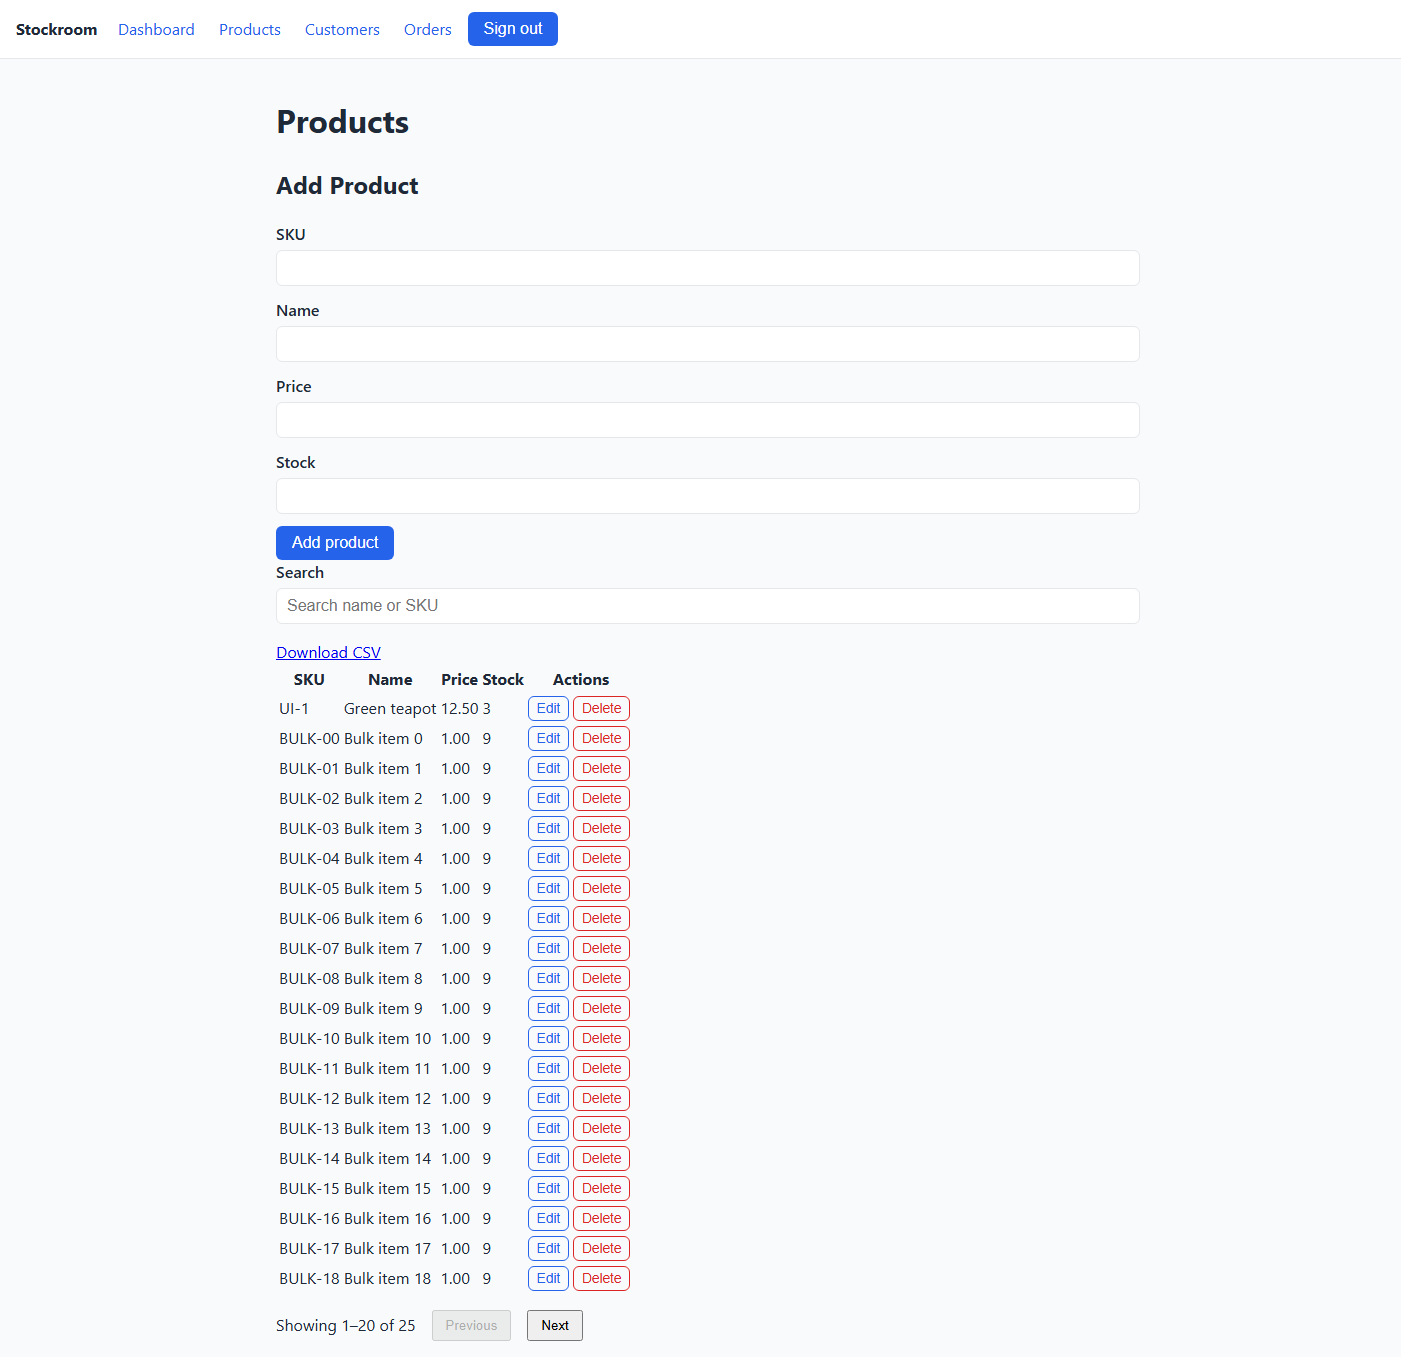 Stockroom Dashboard Products Customers Orders Sign out
Products
Add Product
SKU
Name
Price
Stock
Add product
Search
Search name or SKU
Download CSV
SKU Name Price Stock Actions
UI-1 Green teapot 12.50 3 Edit Delete
BULK-00 Bulk item 0 1.00 9 Edit Delete
BULK-01 Bulk item 1 1.00 9 Edit Delete
BULK-02 Bulk item 2 1.00 9 Edit Delete
BULK-03 Bulk item 3 1.00 9 Edit Delete
BULK-04 Bulk item 4 1.00 9 Edit Delete
BULK-05 Bulk item 5 1.00 9 Edit Delete
BULK-06 Bulk item 6 1.00 9 Edit Delete
BULK-07 Bulk item 7 1.00 9 Edit Delete
BULK-08 Bulk item 8 1.00 9 Edit Delete
BULK-09 Bulk item 9 1.00 9 Edit Delete
BULK-10 Bulk item 10 1.00 9 Edit Delete
BULK-11 Bulk item 11 1.00 9 Edit Delete
BULK-12 Bulk item 12 1.00 9 Edit Delete
BULK-13 Bulk item 13 1.00 9 Edit Delete
BULK-14 Bulk item 14 1.00 9 Edit Delete
BULK-15 Bulk item 15 1.00 9 Edit Delete
BULK-16 Bulk item 16 1.00 9 Edit Delete
BULK-17 Bulk item 17 1.00 9 Edit Delete
BULK-18 Bulk item 18 1.00 9 Edit Delete
Showing 1–20 of 25 Previous Next